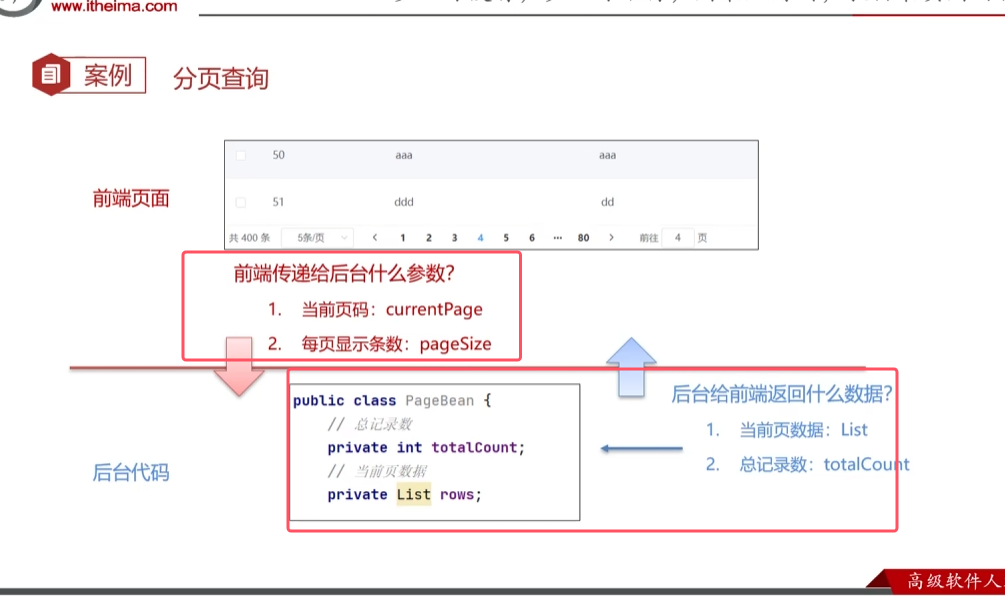 www.itheima.com
案例 分页查询
前端页面
50 aaa aaa
51 ddd dd
共 400 条 5条/页 < 1 2 3 4 5 6 ··· 80 > 前往 4 页
前端传递给后台什么参数?
1. 当前页码：currentPage
2. 每页显示条数：pageSize
后台代码
public class PageBean {
// 总记录数
private int totalCount;
// 当前页数据
private List rows;
后台给前端返回什么数据?
1. 当前页数据：List
2. 总记录数：totalCount
高级软件人